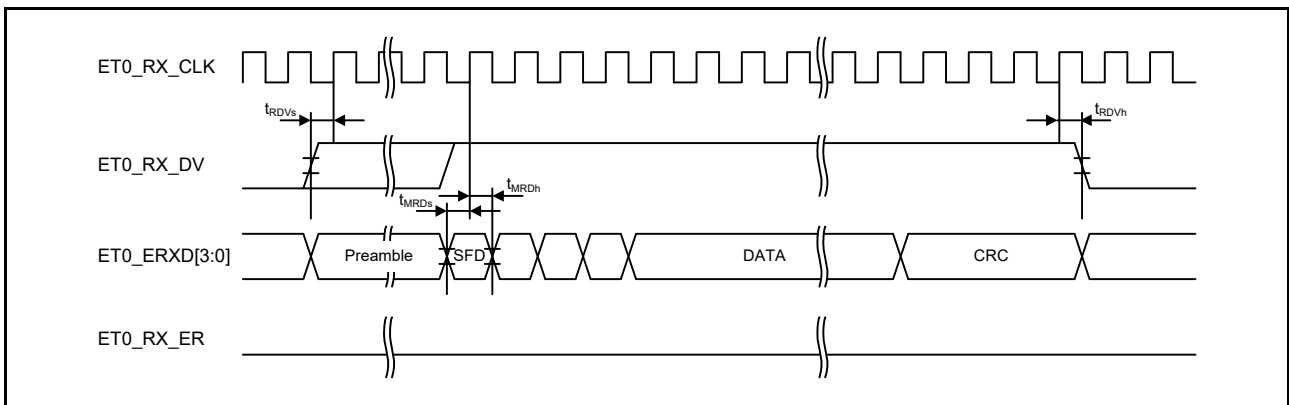 ET0_RX_CLK
tRDVs
tRDVh
ET0_RX_DV
tMRDh
tMRDs
ET0_ERXD[3:0]
Preamble
SFD
DATA
CRC
ET0_RX_ER